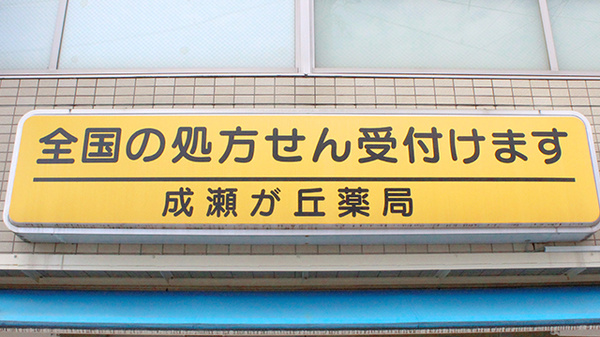 全国の処方せん受付けます
成瀬が丘薬局